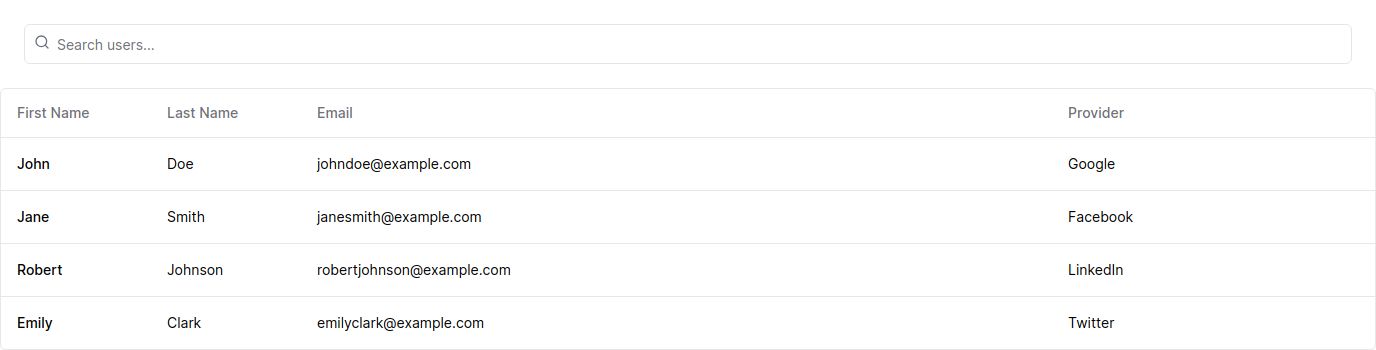 Search users...
First Name Last Name Email Provider
John Doe johndoe@example.com Google
Jane Smith janesmith@example.com Facebook
Robert Johnson robertjohnson@example.com LinkedIn
Emily Clark emilyclark@example.com Twitter